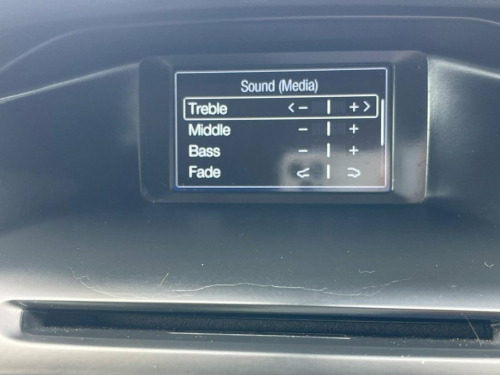 Sound (Media)
Treble < − | + >
Middle − | +
Bass − | +
Fade